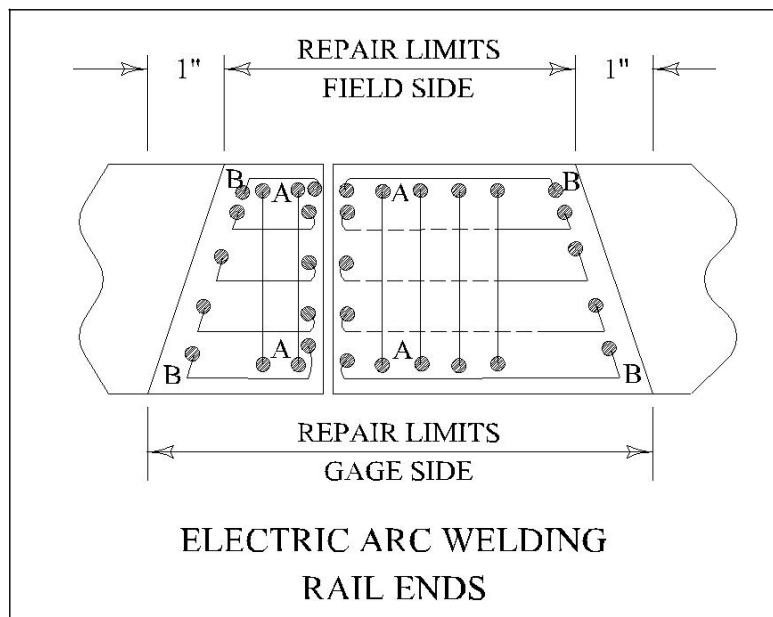 REPAIR LIMITS
1" 1"
FIELD SIDE
B A A B
A A
B B
REPAIR LIMITS
GAGE SIDE
ELECTRIC ARC WELDING
RAIL ENDS